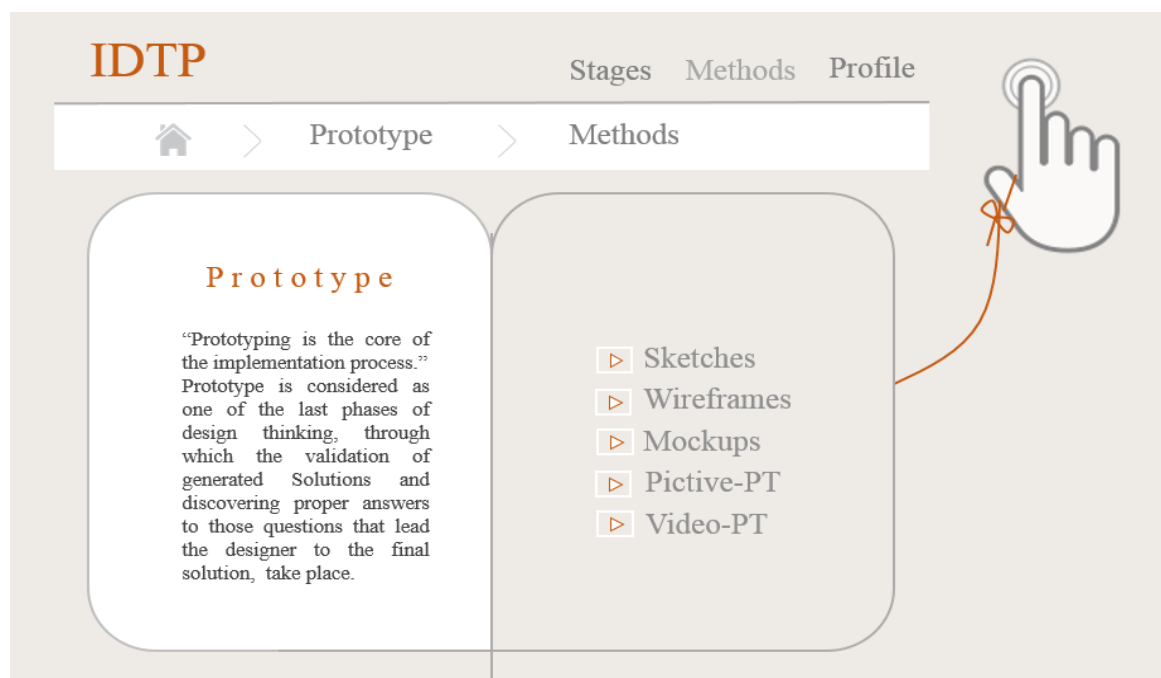 IDTP
Stages Methods Profile
Prototype Methods
Prototype
“Prototyping is the core of
the implementation process.”
Prototype is considered as
one of the last phases of
design thinking, through
which the validation of
generated Solutions and
discovering proper answers
to those questions that lead
the designer to the final
solution, take place.
Sketches
Wireframes
Mockups
Pictive-PT
Video-PT